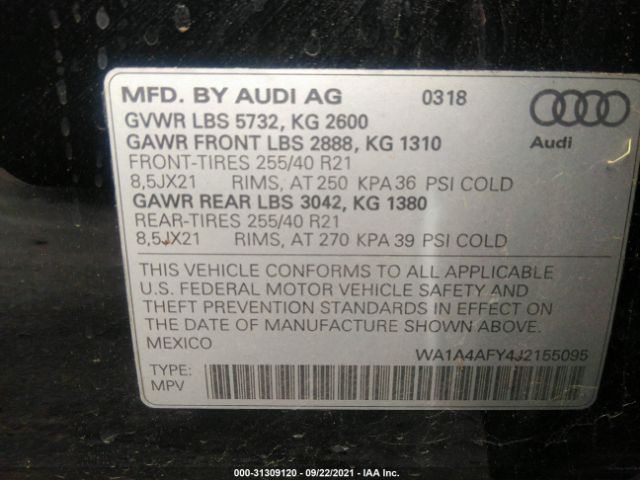 MFD. BY AUDI AG 0318
GVWR LBS 5732, KG 2600
GAWR FRONT LBS 2888, KG 1310
Audi
FRONT-TIRES 255/40 R21
8,5JX21 RIMS, AT 250 KPA 36 PSI COLD
GAWR REAR LBS 3042, KG 1380
REAR-TIRES 255/40 R21
8,5JX21 RIMS, AT 270 KPA 39 PSI COLD
THIS VEHICLE CONFORMS TO ALL APPLICABLE
U.S. FEDERAL MOTOR VEHICLE SAFETY AND
THEFT PREVENTION STANDARDS IN EFFECT ON
THE DATE OF MANUFACTURE SHOWN ABOVE.
MEXICO
WA1A4AFY4J2155095
TYPE:
MPV
000-31309120 - 09/22/2021 - IAA Inc.